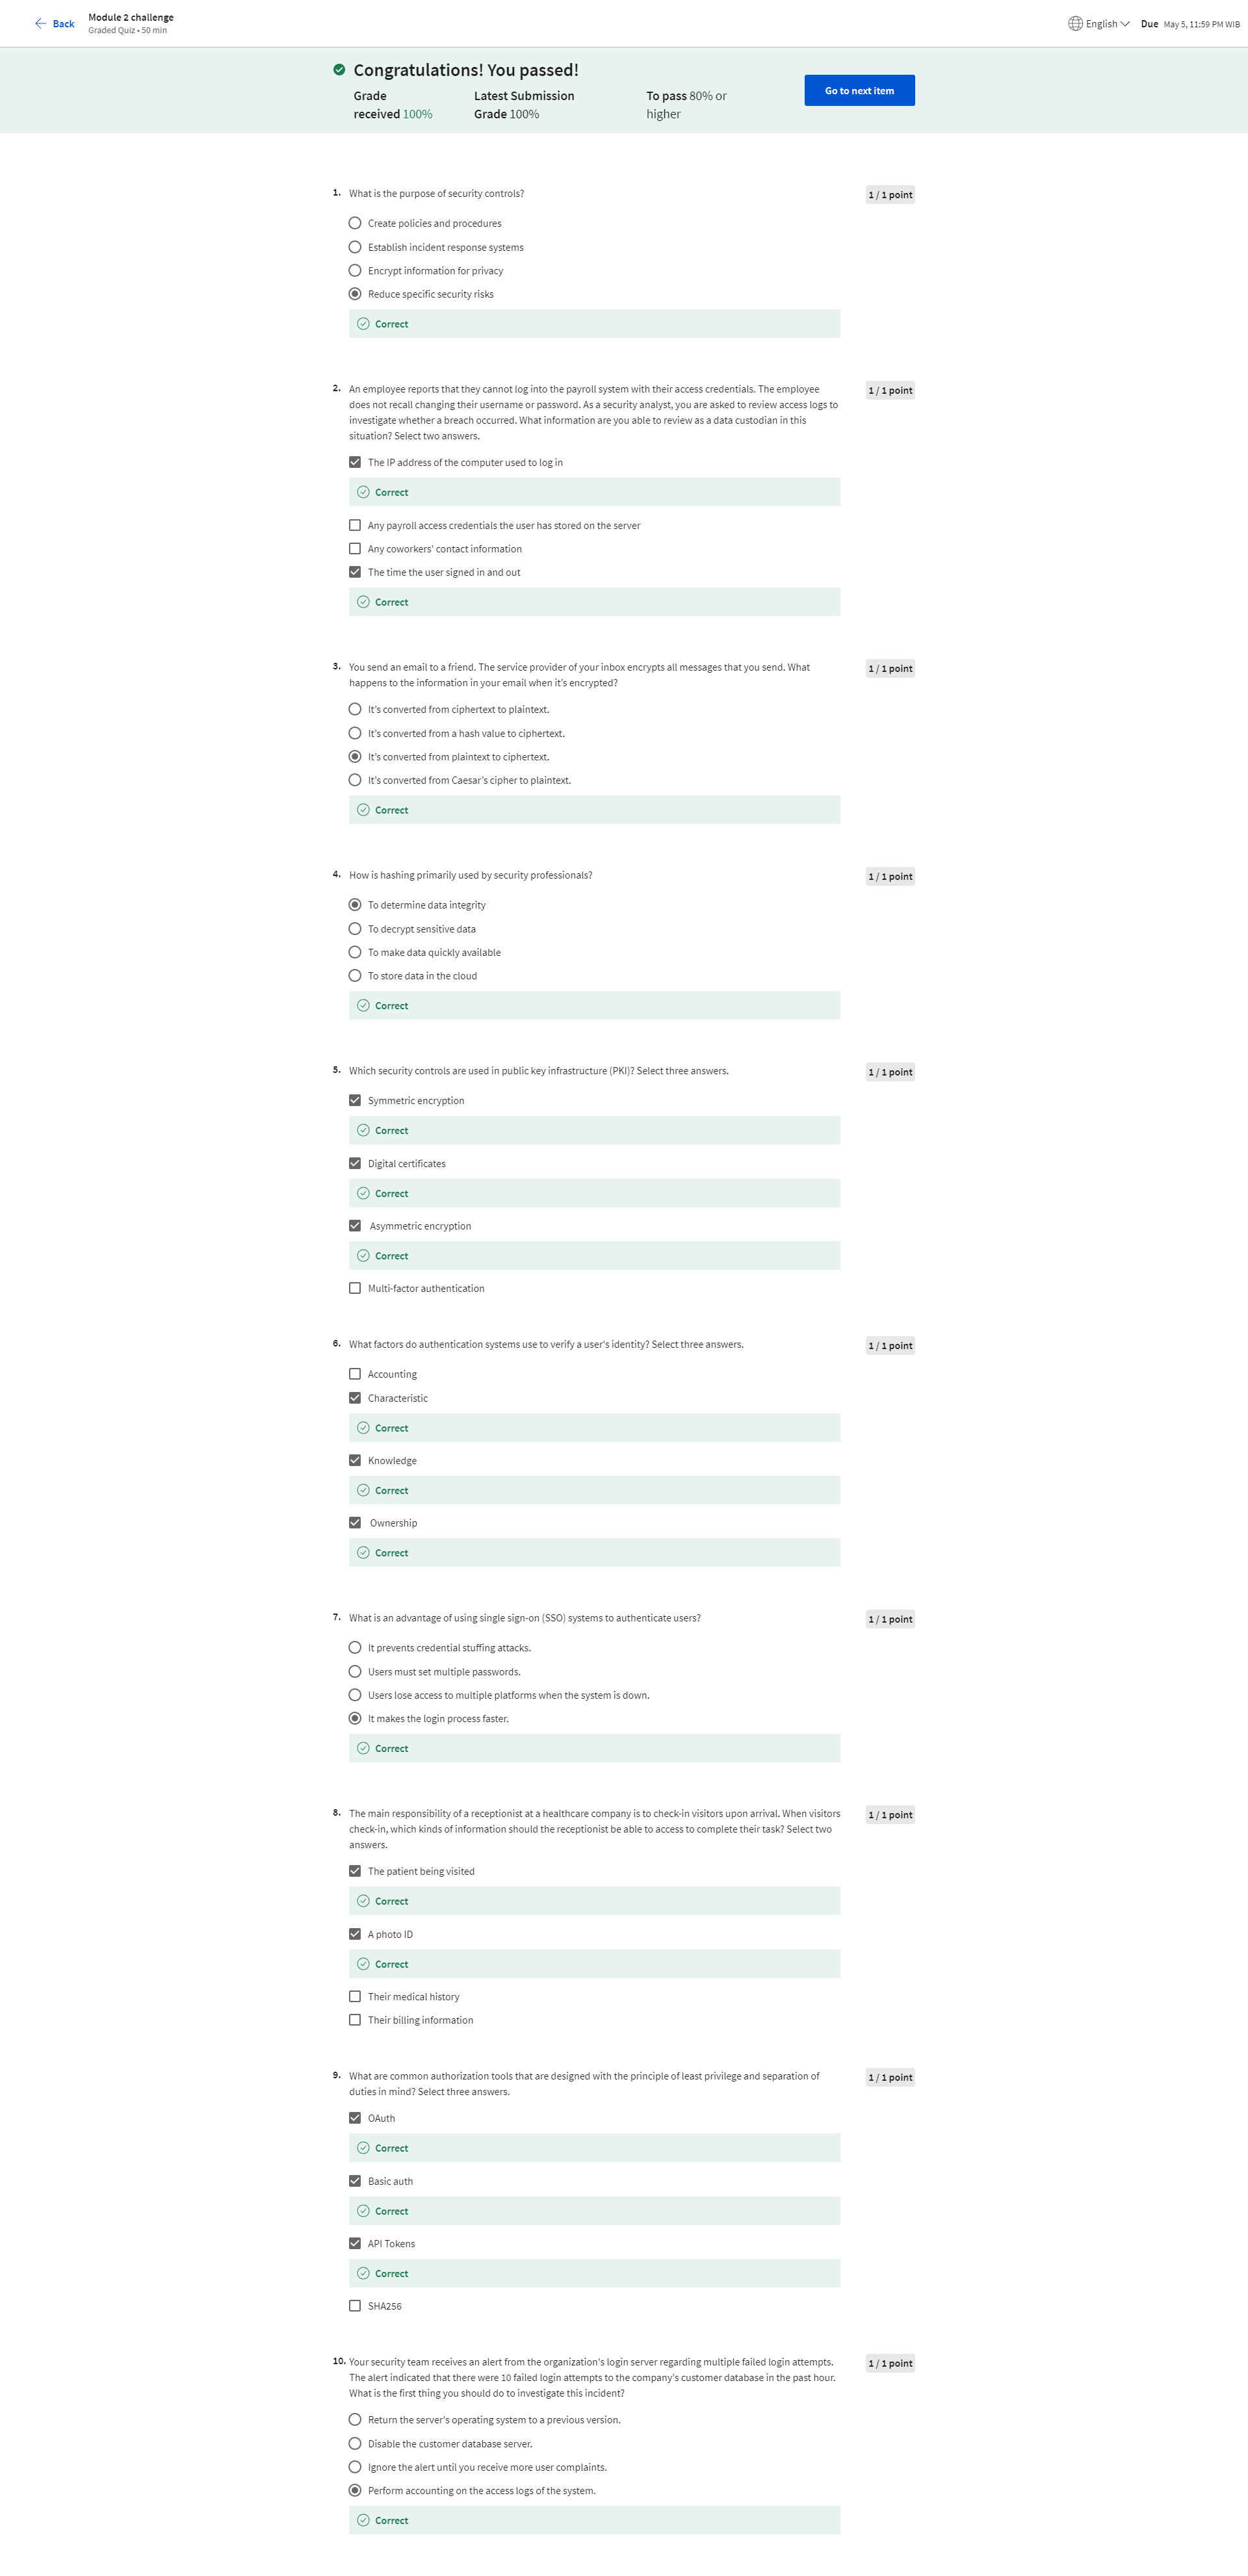 Back
Module 2 challenge
Graded Quiz • 50 min
English
Due May 5, 11:59 PM WIB
Congratulations! You passed!
Grade
received 100%
Latest Submission
Grade 100%
To pass 80% or
higher
Go to next item
1. What is the purpose of security controls?
1 / 1 point
Create policies and procedures
Establish incident response systems
Encrypt information for privacy
Reduce specific security risks
Correct
2. An employee reports that they cannot log into the payroll system with their access credentials. The employee
does not recall changing their username or password. As a security analyst, you are asked to review access logs to
investigate whether a breach occurred. What information are you able to review as a data custodian in this
situation? Select two answers.
1 / 1 point
The IP address of the computer used to log in
Correct
Any payroll access credentials the user has stored on the server
Any coworkers' contact information
The time the user signed in and out
Correct
3. You send an email to a friend. The service provider of your inbox encrypts all messages that you send. What
happens to the information in your email when it’s encrypted?
1 / 1 point
It’s converted from ciphertext to plaintext.
It’s converted from a hash value to ciphertext.
It’s converted from plaintext to ciphertext.
It’s converted from Caesar’s cipher to plaintext.
Correct
4. How is hashing primarily used by security professionals?
1 / 1 point
To determine data integrity
To decrypt sensitive data
To make data quickly available
To store data in the cloud
Correct
5. Which security controls are used in public key infrastructure (PKI)? Select three answers.
1 / 1 point
Symmetric encryption
Correct
Digital certificates
Correct
Asymmetric encryption
Correct
Multi-factor authentication
6. What factors do authentication systems use to verify a user's identity? Select three answers.
1 / 1 point
Accounting
Characteristic
Correct
Knowledge
Correct
Ownership
Correct
7. What is an advantage of using single sign-on (SSO) systems to authenticate users?
1 / 1 point
It prevents credential stuffing attacks.
Users must set multiple passwords.
Users lose access to multiple platforms when the system is down.
It makes the login process faster.
Correct
8. The main responsibility of a receptionist at a healthcare company is to check-in visitors upon arrival. When visitors
check-in, which kinds of information should the receptionist be able to access to complete their task? Select two
answers.
1 / 1 point
The patient being visited
Correct
A photo ID
Correct
Their medical history
Their billing information
9. What are common authorization tools that are designed with the principle of least privilege and separation of
duties in mind? Select three answers.
1 / 1 point
OAuth
Correct
Basic auth
Correct
API Tokens
Correct
SHA256
10. Your security team receives an alert from the organization's login server regarding multiple failed login attempts.
The alert indicated that there were 10 failed login attempts to the company's customer database in the past hour.
What is the first thing you should do to investigate this incident?
1 / 1 point
Return the server's operating system to a previous version.
Disable the customer database server.
Ignore the alert until you receive more user complaints.
Perform accounting on the access logs of the system.
Correct